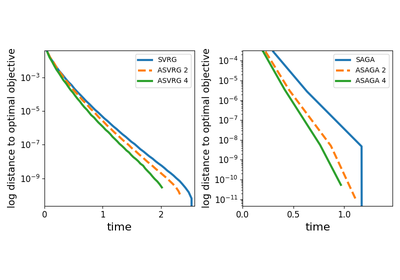 log distance to optimal objective
10⁻³
10⁻⁵
10⁻⁷
10⁻⁹
0
1
2
time
SVRG
ASVRG 2
ASVRG 4
log distance to optimal objective
10⁻⁴
10⁻⁵
10⁻⁶
10⁻⁷
10⁻⁸
10⁻⁹
10⁻¹⁰
10⁻¹¹
0.0
0.5
1.0
time
SAGA
ASAGA 2
ASAGA 4